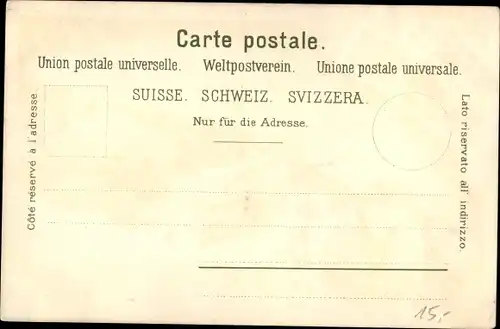 Carte postale.
Union postale universelle. Weltpostverein. Unione postale universale.
SUISSE. SCHWEIZ. SVIZZERA.
Nur für die Adresse.
Côté réservé à l'adresse
Lato riservato all' indirizzo.
15,-